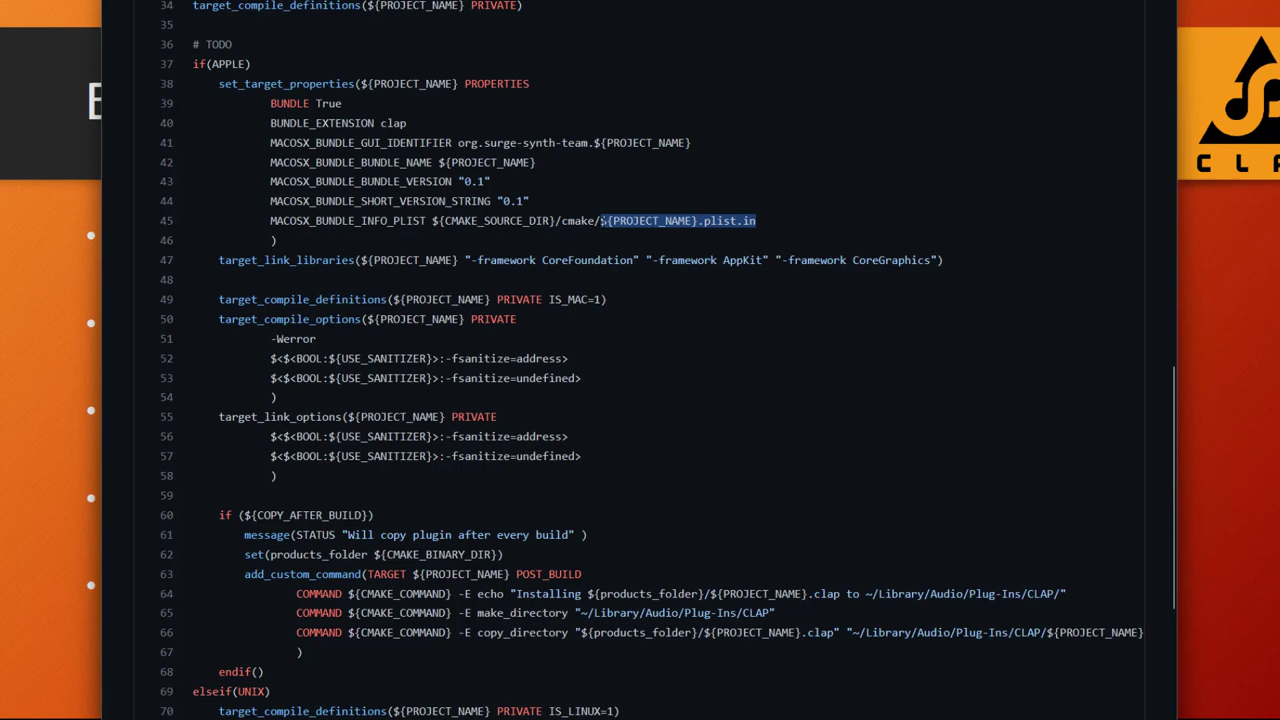 34 target_compile_definitions(${PROJECT_NAME} PRIVATE)
35
36 # TODO
37 if(APPLE)
38 set_target_properties(${PROJECT_NAME} PROPERTIES
39 BUNDLE True
40 BUNDLE_EXTENSION clap
41 MACOSX_BUNDLE_GUI_IDENTIFIER org.surge-synth-team.${PROJECT_NAME}
42 MACOSX_BUNDLE_BUNDLE_NAME ${PROJECT_NAME}
43 MACOSX_BUNDLE_BUNDLE_VERSION "0.1"
44 MACOSX_BUNDLE_SHORT_VERSION_STRING "0.1"
45 MACOSX_BUNDLE_INFO_PLIST ${CMAKE_SOURCE_DIR}/cmake/${PROJECT_NAME}.plist.in
46 )
47 target_link_libraries(${PROJECT_NAME} "-framework CoreFoundation" "-framework AppKit" "-framework CoreGraphics")
48
49 target_compile_definitions(${PROJECT_NAME} PRIVATE IS_MAC=1)
50 target_compile_options(${PROJECT_NAME} PRIVATE
51 -Werror
52 $<$<BOOL:${USE_SANITIZER}>:-fsanitize=address>
53 $<$<BOOL:${USE_SANITIZER}>:-fsanitize=undefined>
54 )
55 target_link_options(${PROJECT_NAME} PRIVATE
56 $<$<BOOL:${USE_SANITIZER}>:-fsanitize=address>
57 $<$<BOOL:${USE_SANITIZER}>:-fsanitize=undefined>
58 )
59
60 if (${COPY_AFTER_BUILD})
61 message(STATUS "Will copy plugin after every build" )
62 set(products_folder ${CMAKE_BINARY_DIR})
63 add_custom_command(TARGET ${PROJECT_NAME} POST_BUILD
64 COMMAND ${CMAKE_COMMAND} -E echo "Installing ${products_folder}/${PROJECT_NAME}.clap to ~/Library/Audio/Plug-Ins/CLAP/"
65 COMMAND ${CMAKE_COMMAND} -E make_directory "~/Library/Audio/Plug-Ins/CLAP"
66 COMMAND ${CMAKE_COMMAND} -E copy_directory "${products_folder}/${PROJECT_NAME}.clap" "~/Library/Audio/Plug-Ins/CLAP/${PROJECT_NAME}
67 )
68 endif()
69 elseif(UNIX)
70 target_compile_definitions(${PROJECT_NAME} PRIVATE IS_LINUX=1)
CLA